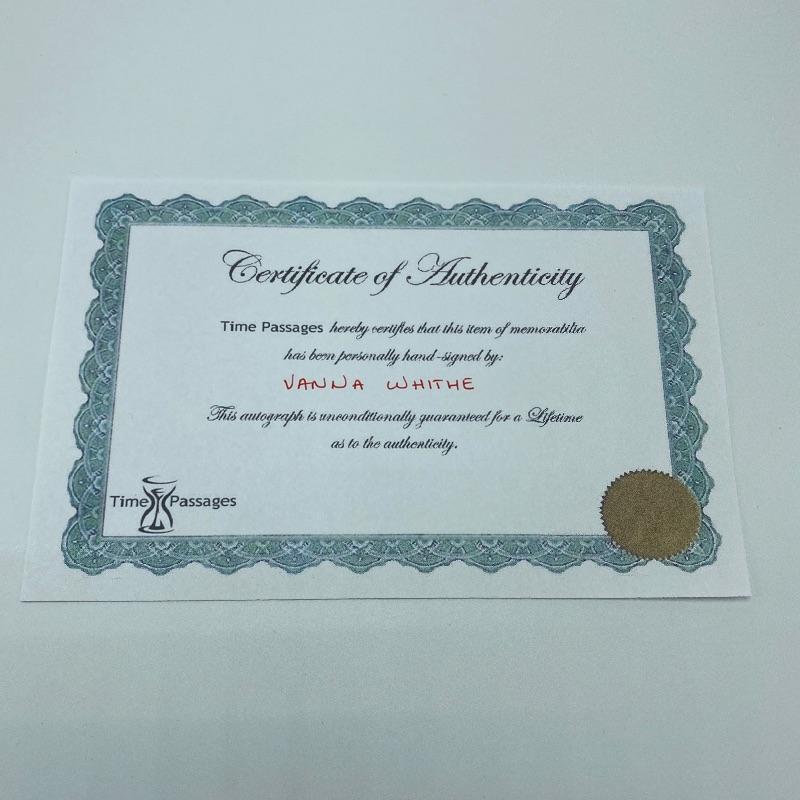 Certificate of Authenticity
Time Passages hereby certifies that this item of memorabilia
has been personally hand-signed by:
VANNA WHITHE
This autograph is unconditionally guaranteed for a Lifetime
as to the authenticity.
Time Passages